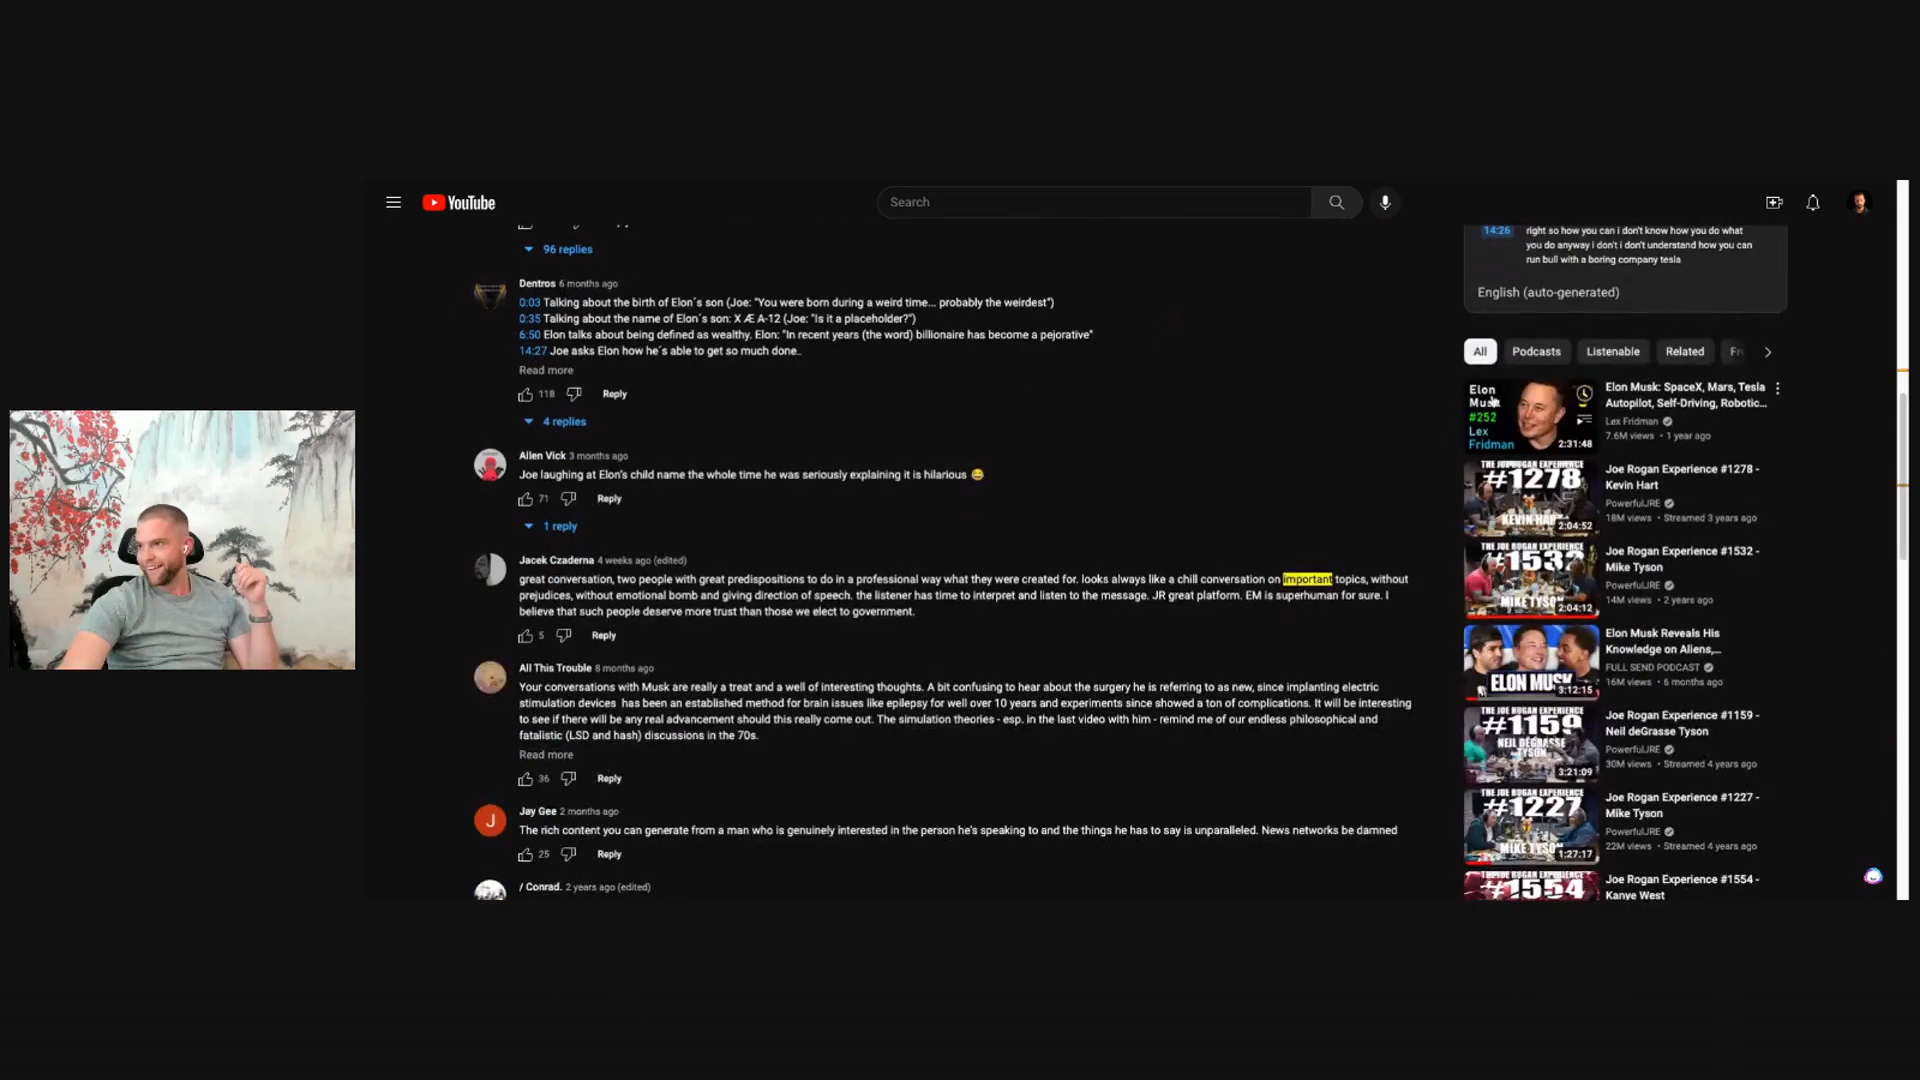 YouTube
Search
96 replies
Dentros 6 months ago
0:03 Talking about the birth of Elon´s son (Joe: "You were born during a weird time... probably the weirdest")
0:35 Talking about the name of Elon´s son: X Æ A-12 (Joe: "Is it a placeholder?")
6:50 Elon talks about being defined as wealthy. Elon: "In recent years (the word) billionaire has become a pejorative"
14:27 Joe asks Elon how he´s able to get so much done..
Read more
118 Reply
4 replies
Allen Vick 3 months ago
Joe laughing at Elon's child name the whole time he was seriously explaining it is hilarious 😂
71 Reply
1 reply
Jacek Czaderna 4 weeks ago (edited)
great conversation, two people with great predispositions to do in a professional way what they were created for. looks always like a chill conversation on important topics, without
prejudices, without emotional bomb and giving direction of speech. the listener has time to interpret and listen to the message. JR great platform. EM is superhuman for sure. I
believe that such people deserve more trust than those we elect to government.
5 Reply
All This Trouble 8 months ago
Your conversations with Musk are really a treat and a well of interesting thoughts. A bit confusing to hear about the surgery he is referring to as new, since implanting electric
stimulation devices  has been an established method for brain issues like epilepsy for well over 10 years and experiments since showed a ton of complications. It will be interesting
to see if there will be any real advancement should this really come out. The simulation theories - esp. in the last video with him - remind me of our endless philosophical and
fatalistic (LSD and hash) discussions in the 70s.
Read more
36 Reply
J
Jay Gee 2 months ago
The rich content you can generate from a man who is genuinely interested in the person he's speaking to and the things he has to say is unparalleled. News networks be damned
25 Reply
/ Conrad. 2 years ago (edited)
14:26 right so how you can i don't know how you do what
you do anyway i don't i don't understand how you can
run bull with a boring company tesla
English (auto-generated)
All Podcasts Listenable Related
Elon
Musk
#252
Lex
Fridman
2:31:48
Elon Musk: SpaceX, Mars, Tesla
Autopilot, Self-Driving, Robotic...
Lex Fridman
7.6M views • 1 year ago
THE JOE ROGAN EXPERIENCE
#1278
KEVIN HART
2:04:52
Joe Rogan Experience #1278 -
Kevin Hart
PowerfulJRE
18M views • Streamed 3 years ago
THE JOE ROGAN EXPERIENCE
#1532
MIKE TYSON
2:04:12
Joe Rogan Experience #1532 -
Mike Tyson
PowerfulJRE
14M views • 2 years ago
ELON MUSK
3:12:15
Elon Musk Reveals His
Knowledge on Aliens,...
FULL SEND PODCAST
16M views • 6 months ago
THE JOE ROGAN EXPERIENCE
#1159
NEIL DEGRASSE
TYSON
3:21:09
Joe Rogan Experience #1159 -
Neil deGrasse Tyson
PowerfulJRE
30M views • Streamed 4 years ago
THE JOE ROGAN EXPERIENCE
#1227
MIKE TYSON
1:27:17
Joe Rogan Experience #1227 -
Mike Tyson
PowerfulJRE
22M views • Streamed 4 years ago
THE JOE ROGAN EXPERIENCE
#1554
Joe Rogan Experience #1554 -
Kanye West